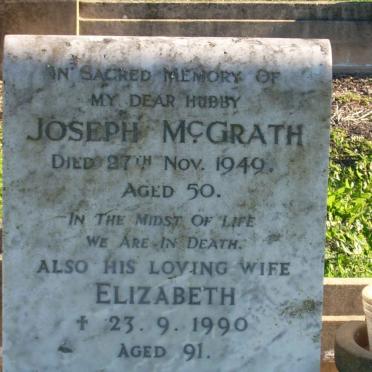 In Sacred Memory Of
My Dear Hubby
Joseph McGrath
Died 27th Nov. 1949.
Aged 50.
In The Midst Of Life
We Are In Death.
Also His Loving Wife
Elizabeth
† 23. 9. 1990
Aged 91.